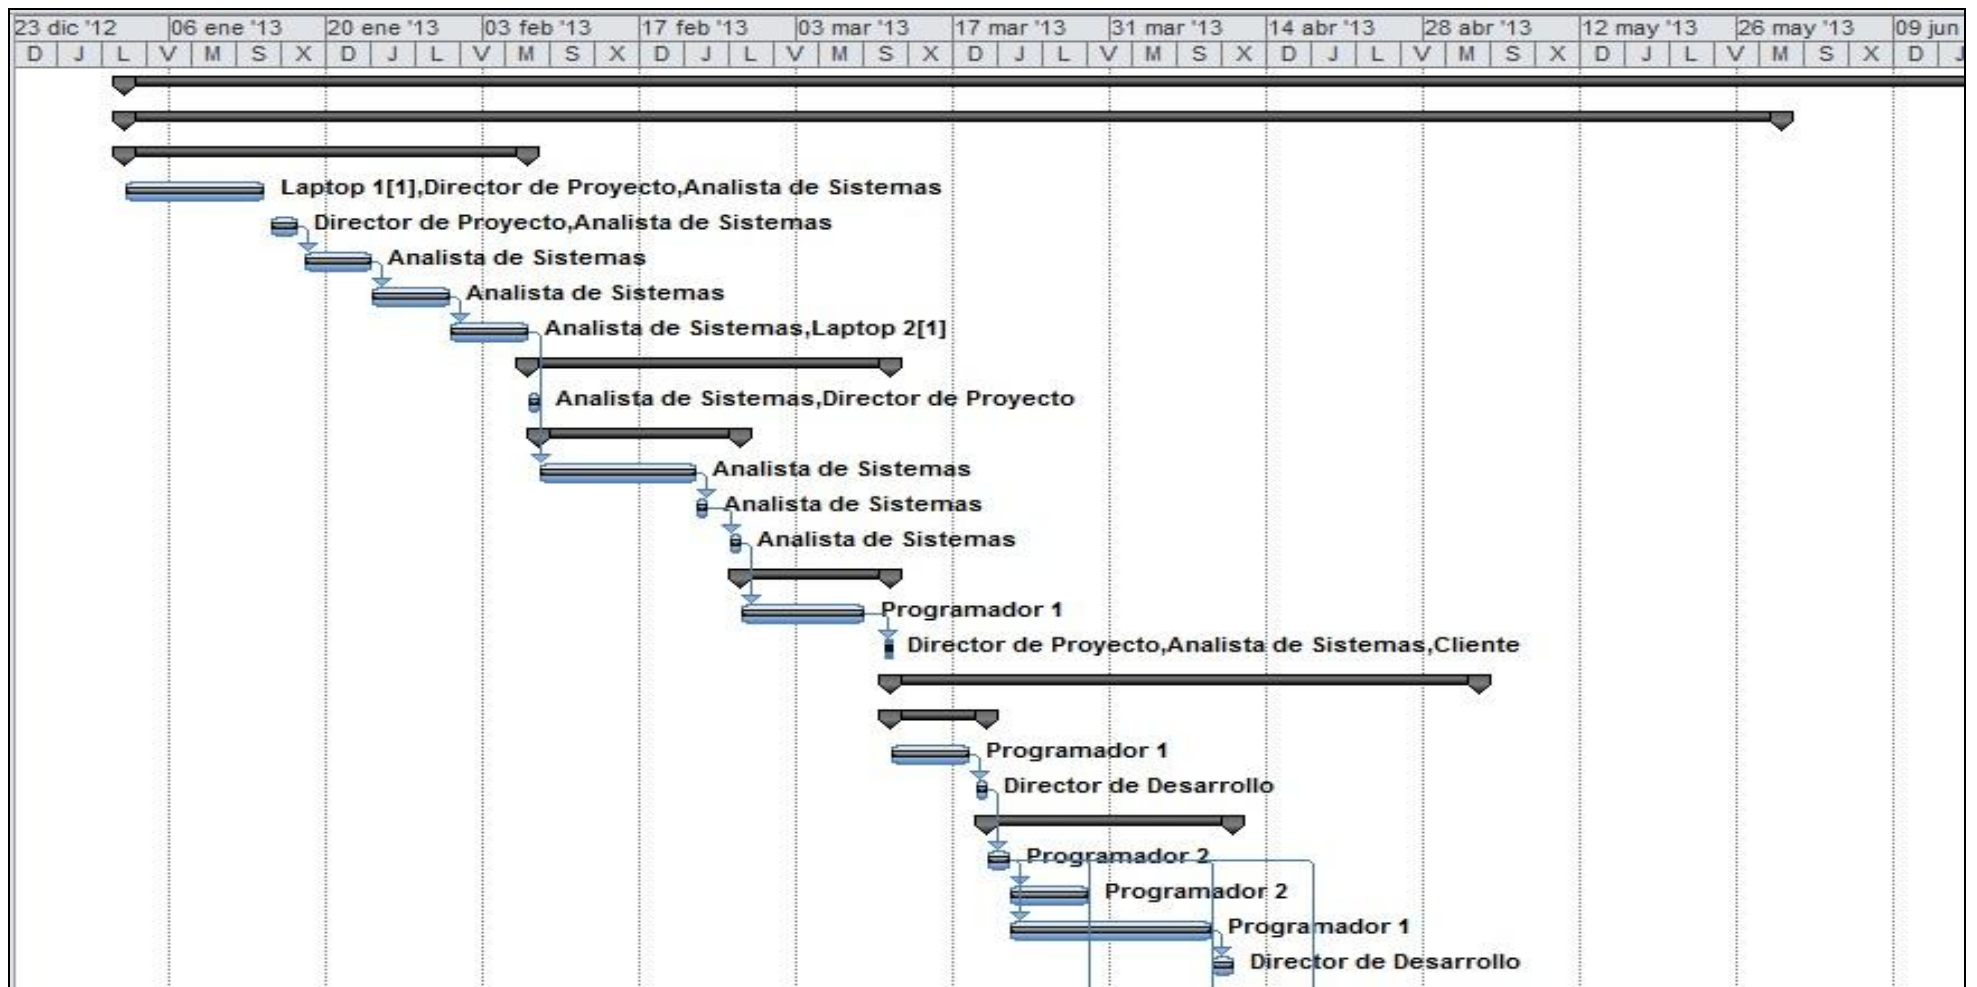 23 dic '12 06 ene '13 20 ene '13 03 feb '13 17 feb '13 03 mar '13 17 mar '13 31 mar '13 14 abr '13 28 abr '13 12 may '13 26 may '13 09 jun
D J L V M S X D J L V M S X D J L V M S X D J L V M S X D J L V M S X D J L V M S X D J
Laptop 1[1],Director de Proyecto,Analista de Sistemas
Director de Proyecto,Analista de Sistemas
Analista de Sistemas
Analista de Sistemas
Analista de Sistemas,Laptop 2[1]
Analista de Sistemas,Director de Proyecto
Analista de Sistemas
Analista de Sistemas
Analista de Sistemas
Programador 1
Director de Proyecto,Analista de Sistemas,Cliente
Programador 1
Director de Desarrollo
Programador 2
Programador 2
Programador 1
Director de Desarrollo